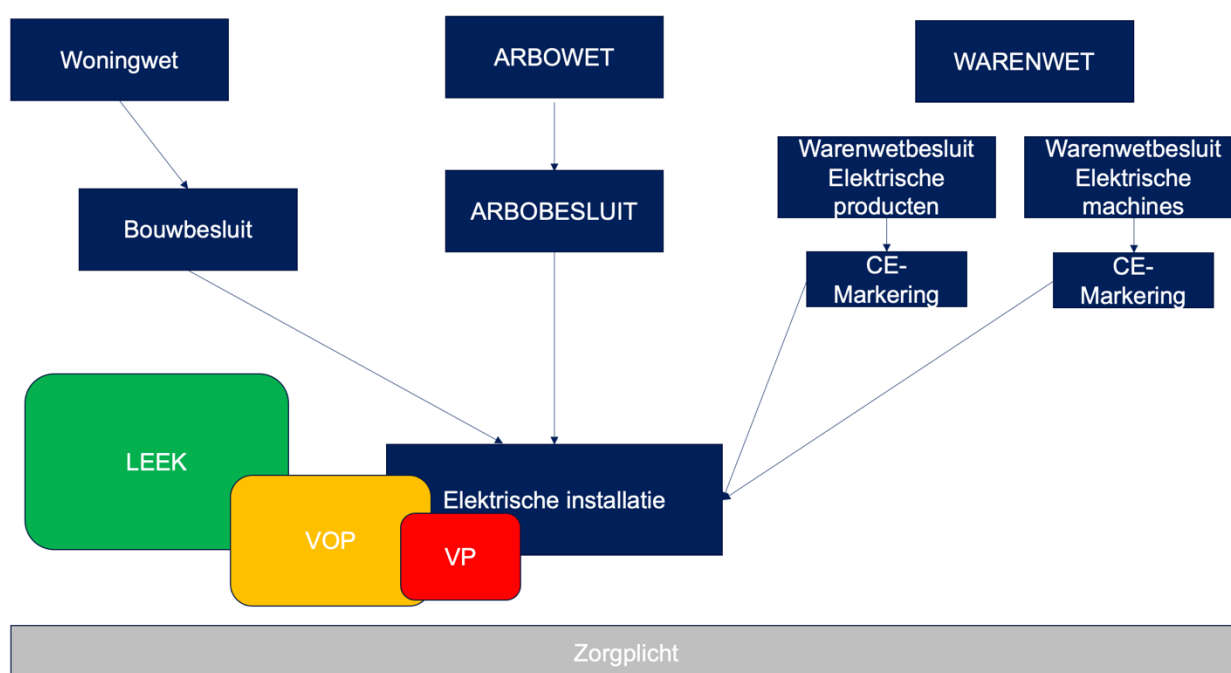 Woningwet
ARBOWET
WARENWET
Warenwetbesluit
Elektrische
producten
Warenwetbesluit
Elektrische
machines
Bouwbesluit
ARBOBESLUIT
CE-
Markering
CE-
Markering
LEEK
Elektrische installatie
VOP
VP
Zorgplicht